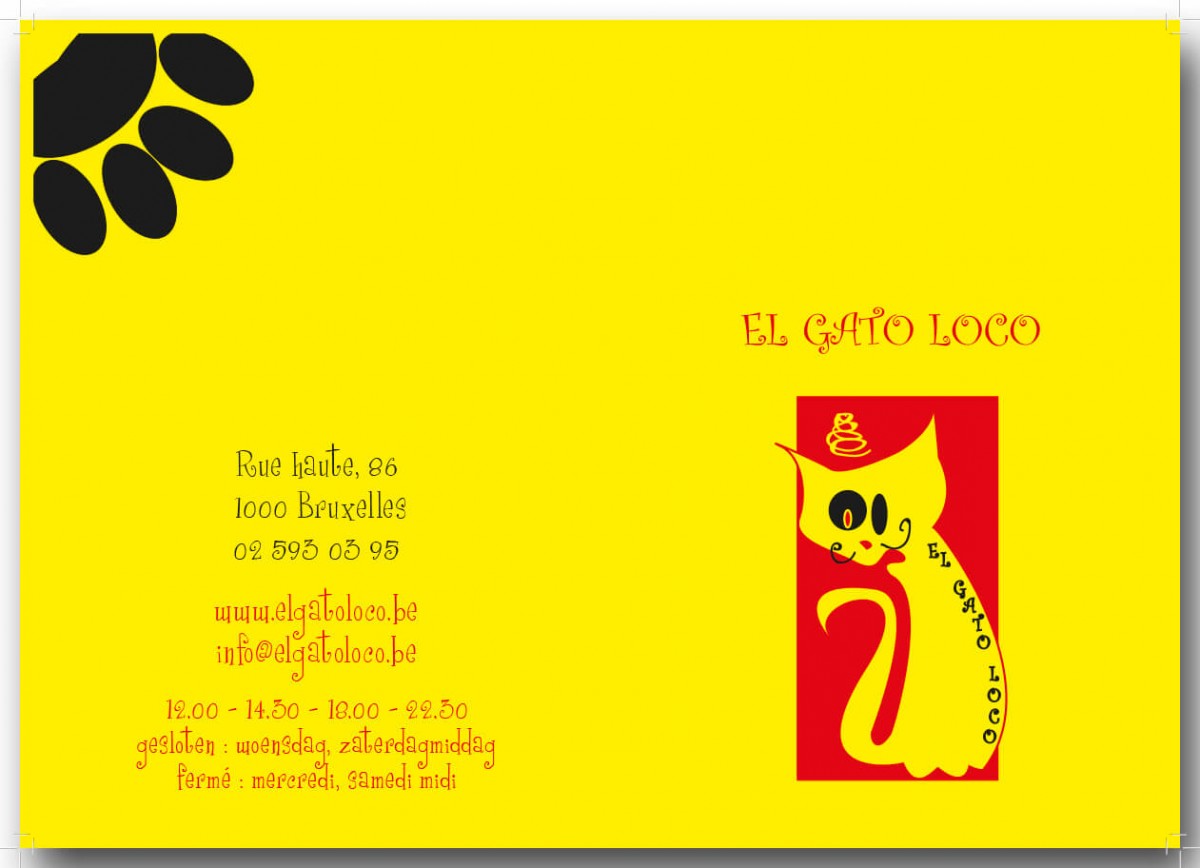 EL GATO LOCO
EL GATO LOCO
Rue haute, 86
1000 Bruxelles
02 593 03 95
www.elgatoloco.be
info@elgatoloco.be
12.00 - 14.30 - 18.00 - 22.30
gesloten : woensdag, zaterdagmiddag
fermé : mercredi, samedi midi